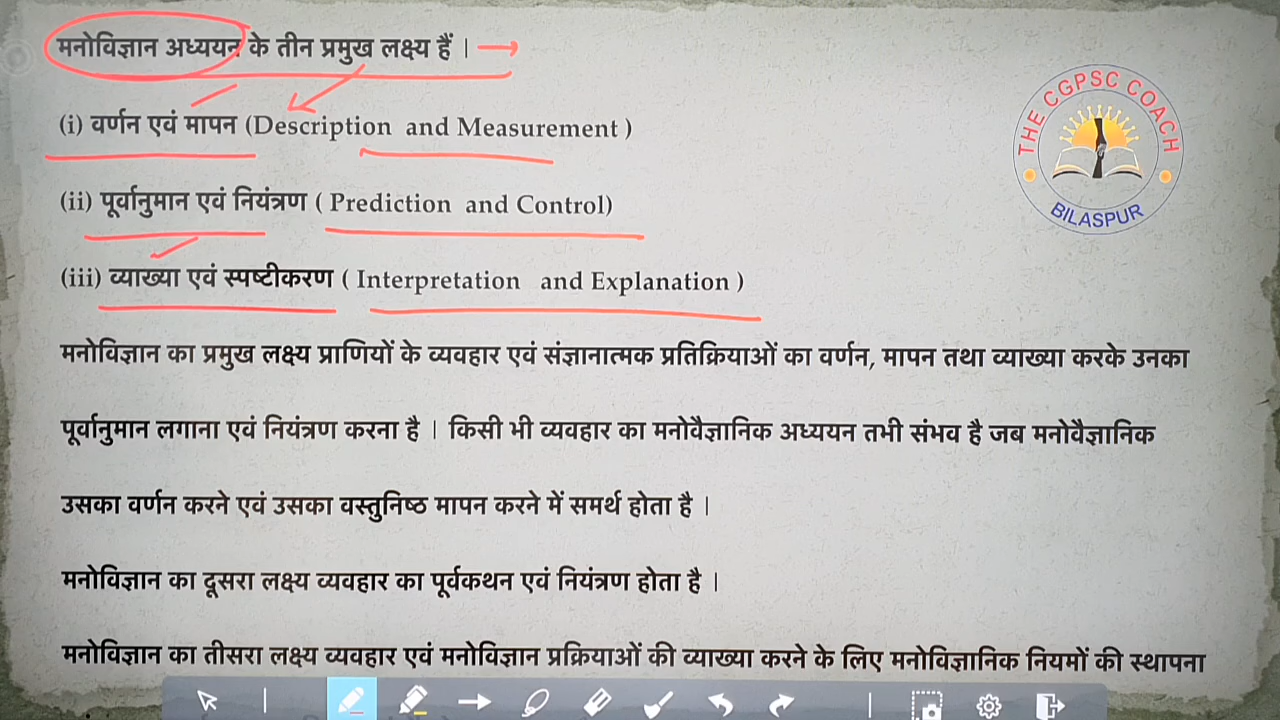 मनोविज्ञान अध्ययन के तीन प्रमुख लक्ष्य हैं ।
(i) वर्णन एवं मापन (Description and Measurement )
(ii) पूर्वानुमान एवं नियंत्रण ( Prediction and Control)
(iii) व्याख्या एवं स्पष्टीकरण ( Interpretation and Explanation )
मनोविज्ञान का प्रमुख लक्ष्य प्राणियों के व्यवहार एवं संज्ञानात्मक प्रतिक्रियाओं का वर्णन, मापन तथा व्याख्या करके उनका
पूर्वानुमान लगाना एवं नियंत्रण करना है । किसी भी व्यवहार का मनोवैज्ञानिक अध्ययन तभी संभव है जब मनोवैज्ञानिक
उसका वर्णन करने एवं उसका वस्तुनिष्ठ मापन करने में समर्थ होता है ।
मनोविज्ञान का दूसरा लक्ष्य व्यवहार का पूर्वकथन एवं नियंत्रण होता है ।
मनोविज्ञान का तीसरा लक्ष्य व्यवहार एवं मनोविज्ञान प्रक्रियाओं की व्याख्या करने के लिए मनोविज्ञानिक नियमों की स्थापना
THE CGPSC COACH
BILASPUR